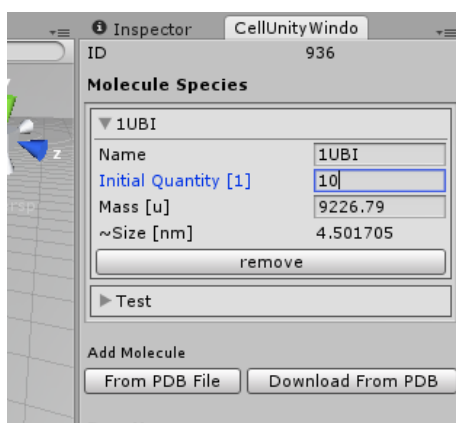 Inspector CellUnityWindo
ID 936
Molecule Species
1UBI
Name 1UBI
Initial Quantity [1] 10
Mass [u] 9226.79
~Size [nm] 4.501705
remove
z
Test
Add Molecule
From PDB File Download From PDB